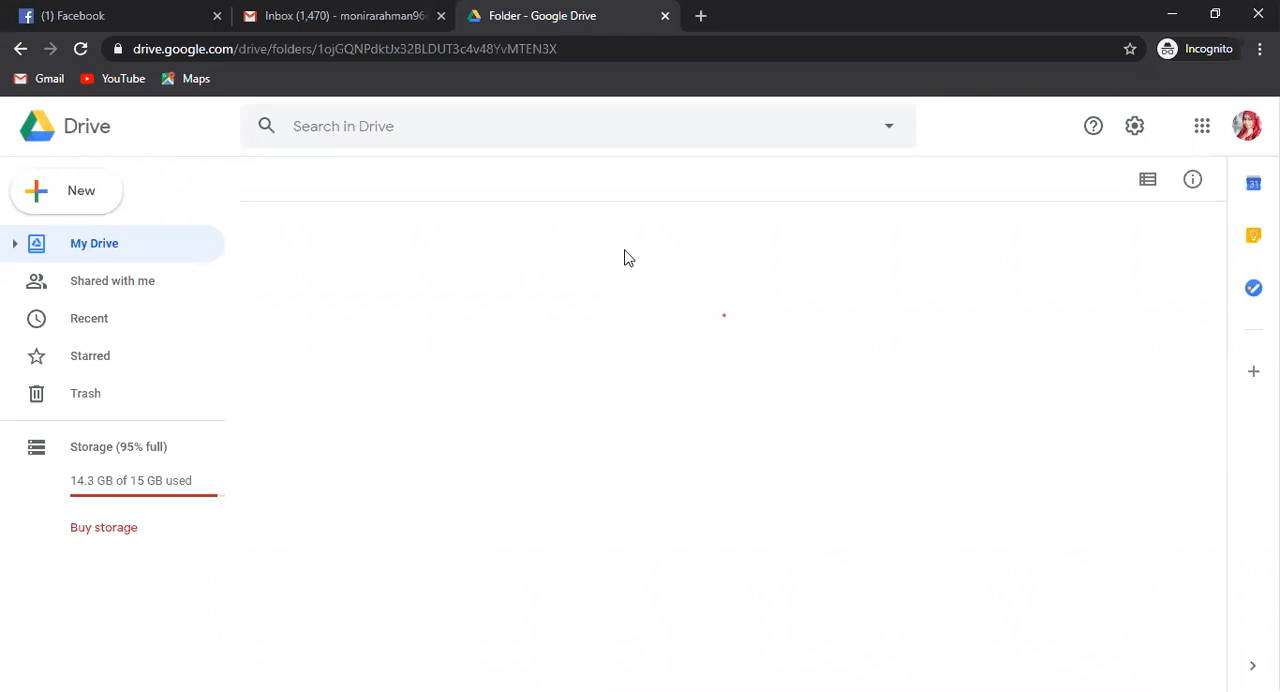 (1) Facebook
Inbox (1,470) - monirarahman96
Folder - Google Drive
drive.google.com/drive/folders/1ojGQNPdktJx32BLDUT3c4v48YvMTEN3X
Incognito
Gmail
YouTube
Maps
Drive
Search in Drive
New
My Drive
Shared with me
Recent
Starred
Trash
Storage (95% full)
14.3 GB of 15 GB used
Buy storage
31